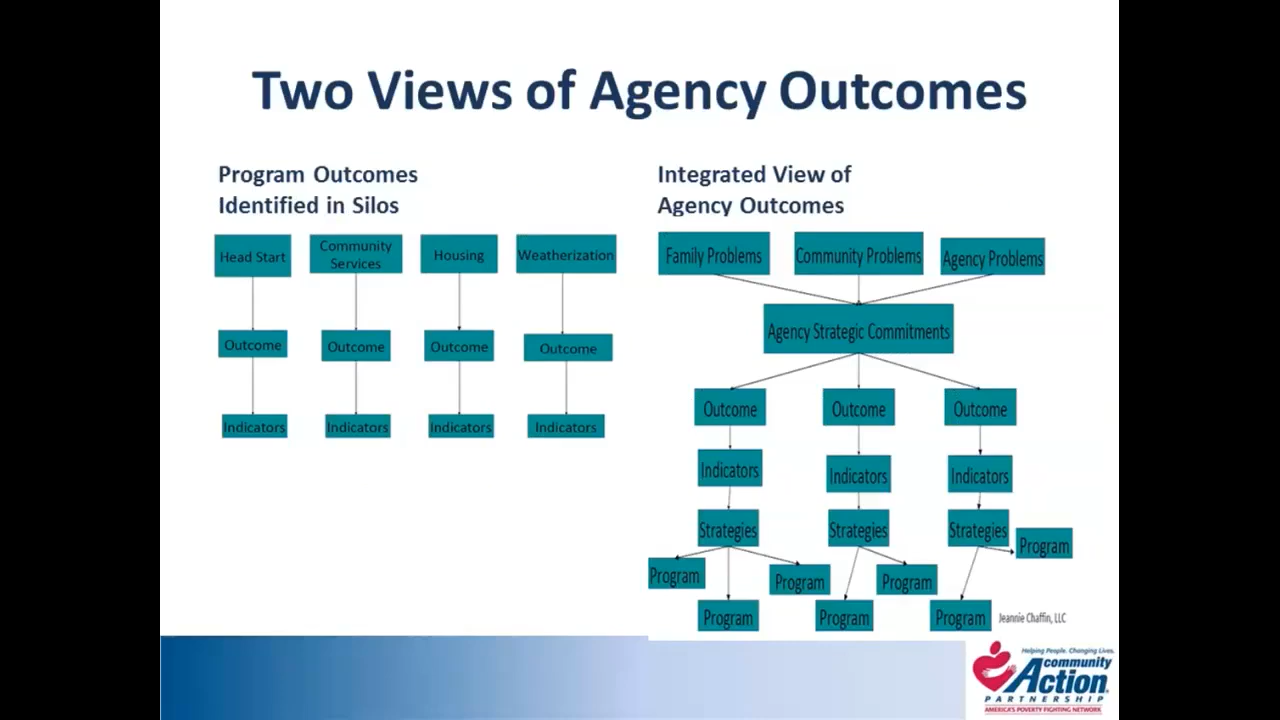 Two Views of Agency Outcomes
Program Outcomes
Identified in Silos
Head Start
Community
Services
Housing
Weatherization
Outcome
Outcome
Outcome
Outcome
Indicators
Indicators
Indicators
Indicators
Integrated View of
Agency Outcomes
Family Problems
Community Problems
Agency Problems
Agency Strategic Commitments
Outcome
Outcome
Outcome
Indicators
Indicators
Indicators
Strategies
Strategies
Strategies
Program
Program
Program
Program
Program
Program
Program
Jeannie Chaffin, LLC
Helping People. Changing Lives.
community
Action
PARTNERSHIP
AMERICA'S POVERTY FIGHTING NETWORK